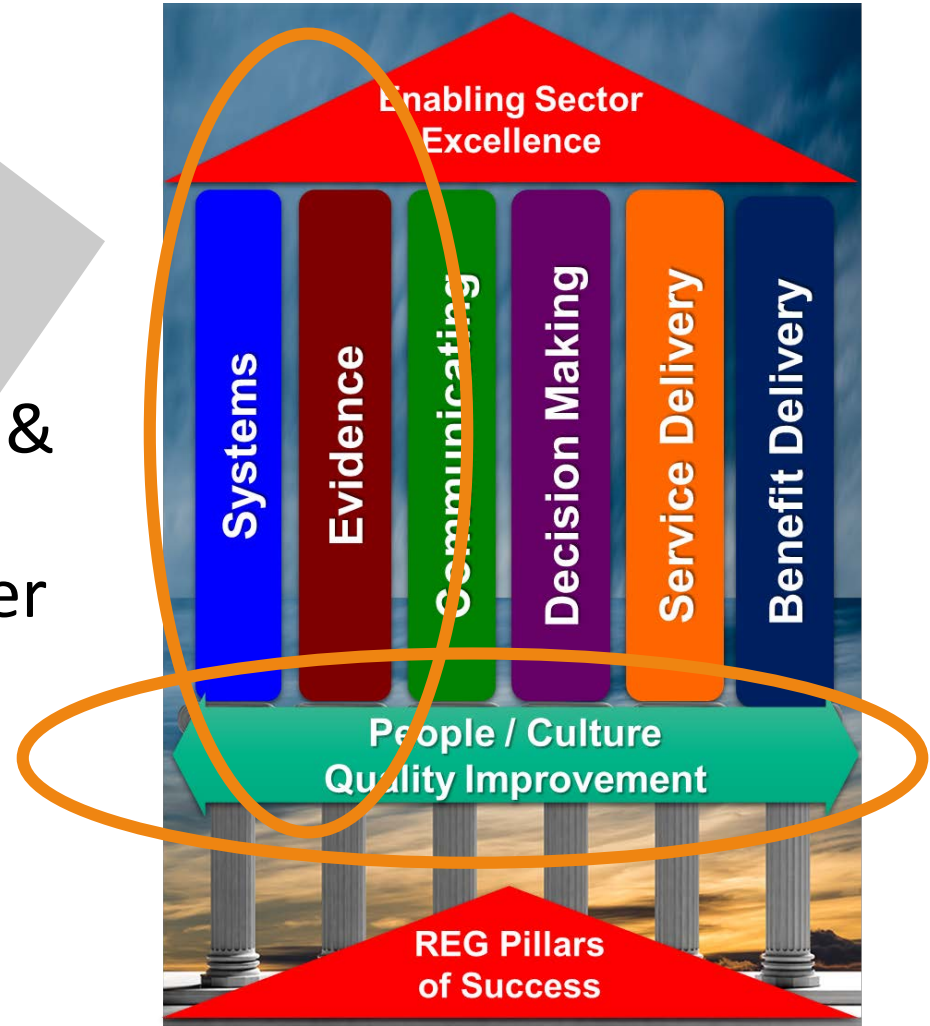 Enabling Sector
Excellence
&
er
Systems
Evidence
Communicating
Decision Making
Service Delivery
Benefit Delivery
People / Culture
Quality Improvement
REG Pillars
of Success